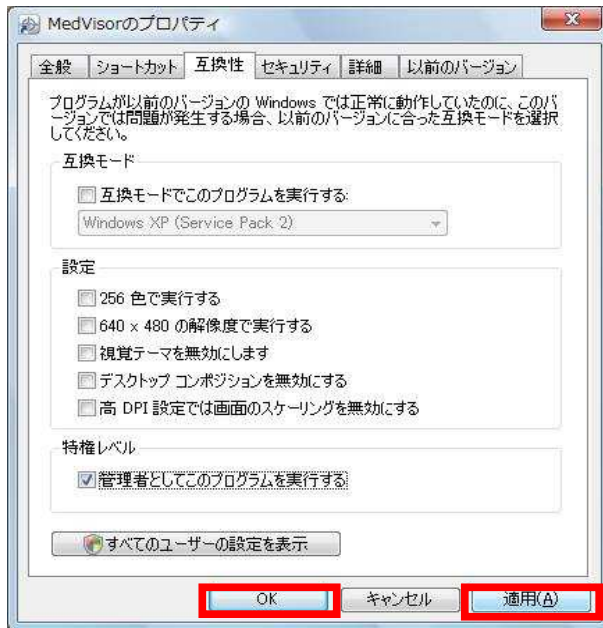 MedVisorのプロパティ
全般 ショートカット 互換性 セキュリティ 詳細 以前のバージョン
プログラムが以前のバージョンの Windows では正常に動作していたのに、このバ
ージョンでは問題が発生する場合、以前のバージョンに合った互換モードを選択
してください。
互換モード
互換モードでこのプログラムを実行する:
Windows XP (Service Pack 2)
設定
256 色で実行する
640 x 480 の解像度で実行する
視覚テーマを無効にします
デスクトップ コンポジションを無効にする
高 DPI 設定では画面のスケーリングを無効にする
特権レベル
管理者としてこのプログラムを実行する
すべてのユーザーの設定を表示
OK キャンセル 適用(A)